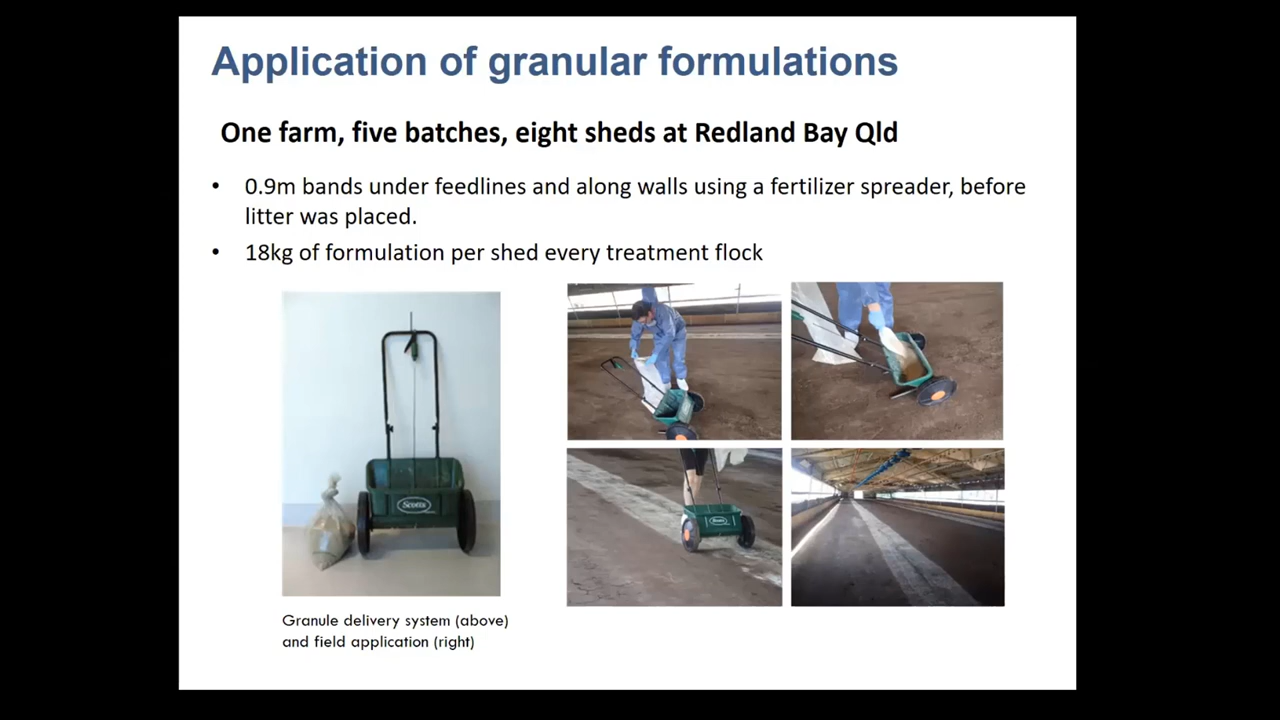 Application of granular formulations
One farm, five batches, eight sheds at Redland Bay Qld
• 0.9m bands under feedlines and along walls using a fertilizer spreader, before
litter was placed.
• 18kg of formulation per shed every treatment flock
Scotts
Scotts
Granule delivery system (above)
and field application (right)